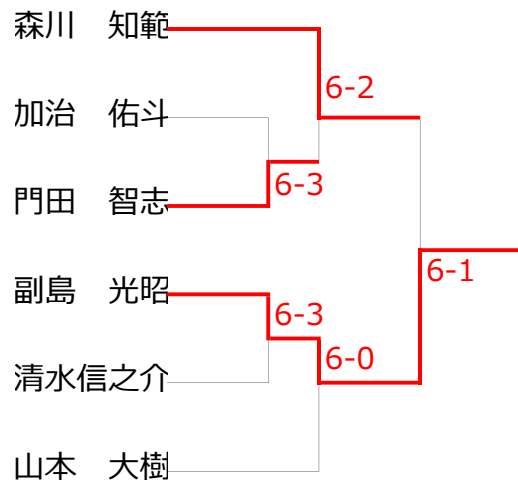 森川　知範
6-2
加治　佑斗
6-3
門田　智志
6-1
副島　光昭
6-3
6-0
清水信之介
山本　大樹